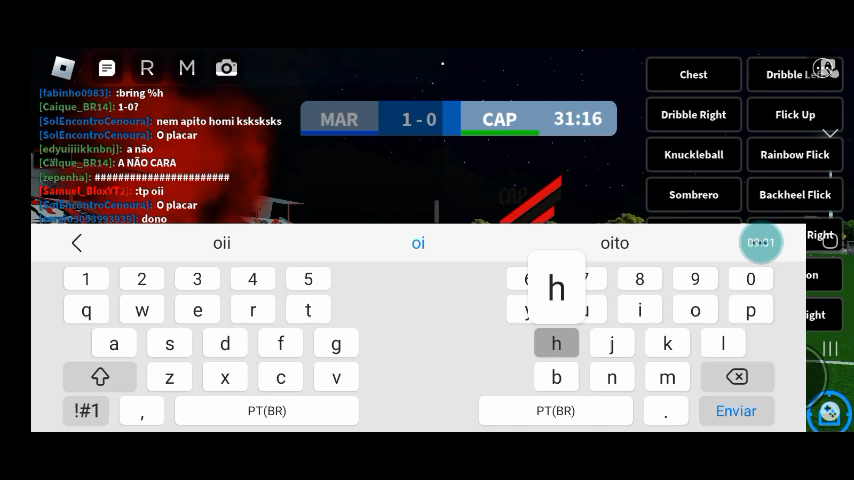 R M
[fabinho0983]: :bring %h
[Caique_BR14]: 1-0?
[SolEncontroCenoura]: nem apito homi ksksksks
[SolEncontroCenoura]: O placar
[edyuiiiikknbnj]: a não
[Caique_BR14]: A NÃO CARA
[zepenha]: ######################
[Samuel_BloxYT2]: :tp oii
[SolEncontroCenoura]: O placar
dono
MAR 1 - 0 CAP 31:16
CAP
Chest
Dribble Right Flick Up
Knuckleball Rainbow Flick
Sombrero Backheel Flick
Right
oii oi oito
1 2 3 4 5 8 9 0
q w e r t i o p
h
a s d f g h j k l
z x c v b n m
!#1 , PT(BR) PT(BR) . Enviar